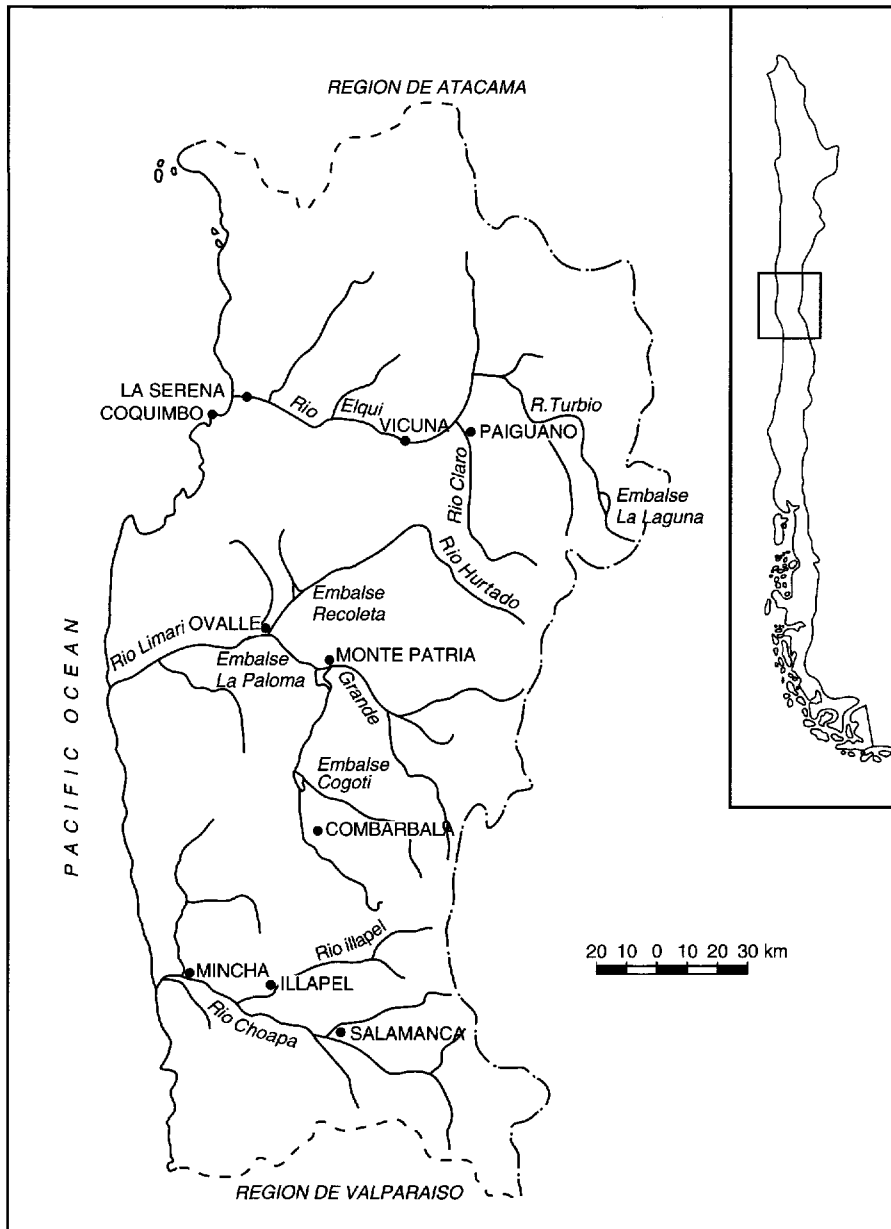 REGION DE ATACAMA
LA SERENA
COQUIMBO
Rio
Elqui
VICUNA
R.Turbio
PAIGUANO
Rio Claro
Embalse
La Laguna
Rio Hurtado
Embalse
Recoleta
Rio Limari
OVALLE
Embalse
La Paloma
MONTE PATRIA
Grande
PACIFIC OCEAN
Embalse
Cogoti
COMBARBALA
Rio illapel
MINCHA
ILLAPEL
Rio Choapa
SALAMANCA
20 10 0 10 20 30 km
REGION DE VALPARAISO